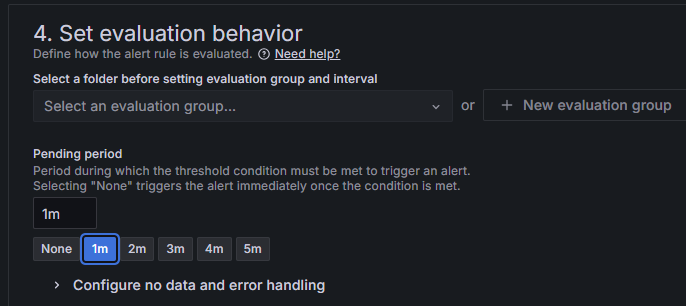 4. Set evaluation behavior
Define how the alert rule is evaluated. Need help?
Select a folder before setting evaluation group and interval
Select an evaluation group... or + New evaluation group
Pending period
Period during which the threshold condition must be met to trigger an alert.
Selecting "None" triggers the alert immediately once the condition is met.
1m
None 1m 2m 3m 4m 5m
Configure no data and error handling